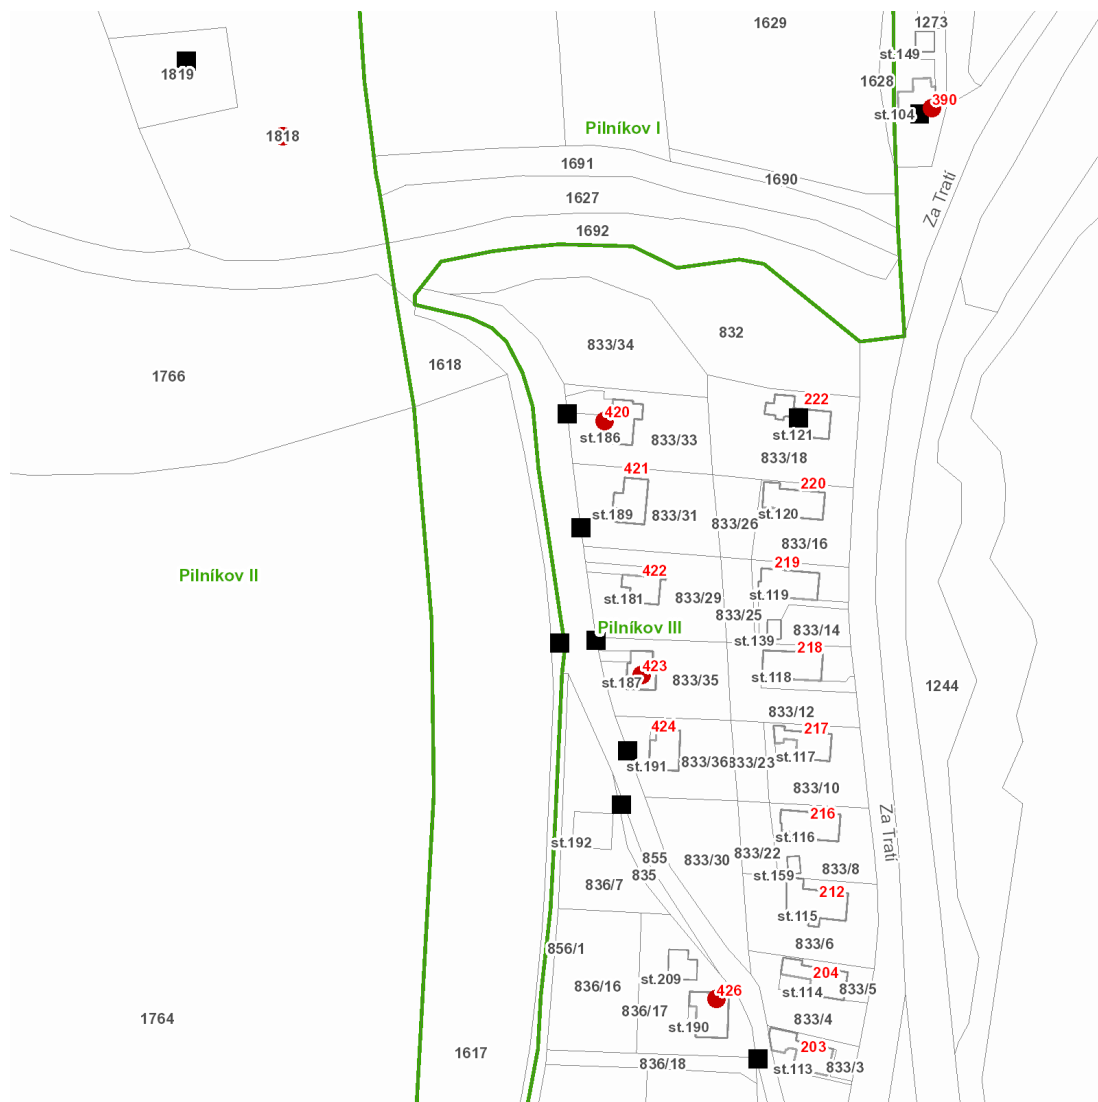 1629
1273
st.149
1819
1628
390
st.104
1818
Pilníkov I
1691
1690
Za Tratí
1627
1692
832
833/34
1618
1766
222
420
st.186
833/33
st.121
833/18
421
220
st.189
833/31
st.120
833/26
833/16
219
422
Pilníkov II
st.181
833/29
st.119
833/25
Pilníkov III
st.139
833/14
218
423
st.187
833/35
st.118
1244
833/12
424
217
st.191
833/36
833/23
st.117
833/10
216
Za Tratí
st.192
st.116
855
833/30
833/22
835
st.159
833/8
836/7
212
st.115
833/6
856/1
204
st.209
836/16
426
st.114
833/5
836/17
st.190
833/4
1764
203
1617
836/18
st.113
833/3